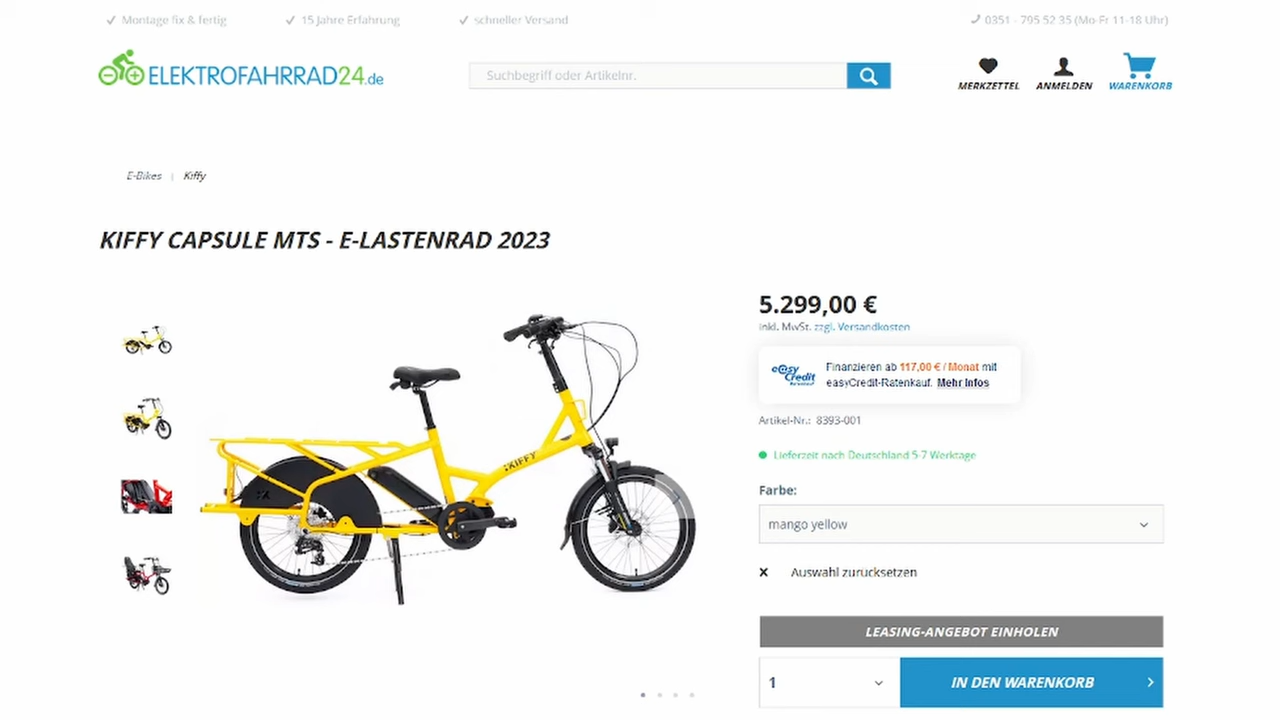 Montage fix & fertig
15 Jahre Erfahrung
schneller Versand
0351 - 795 52 35 (Mo-Fr 11-18 Uhr)
ELEKTROFAHRRAD24.de
Suchbegriff oder Artikelnr.
MERKZETTEL
ANMELDEN
WARENKORB
E-Bikes | Kiffy
KIFFY CAPSULE MTS - E-LASTENRAD 2023
5.299,00 €
inkl. MwSt. zzgl. Versandkosten
easyCredit
Ratenkauf
Finanzieren ab 117,00 € / Monat mit
easyCredit-Ratenkauf. Mehr Infos
Artikel-Nr.: 8393-001
Lieferzeit nach Deutschland 5-7 Werktage
Farbe:
mango yellow
Auswahl zurücksetzen
LEASING-ANGEBOT EINHOLEN
1
IN DEN WARENKORB
:KIFFY